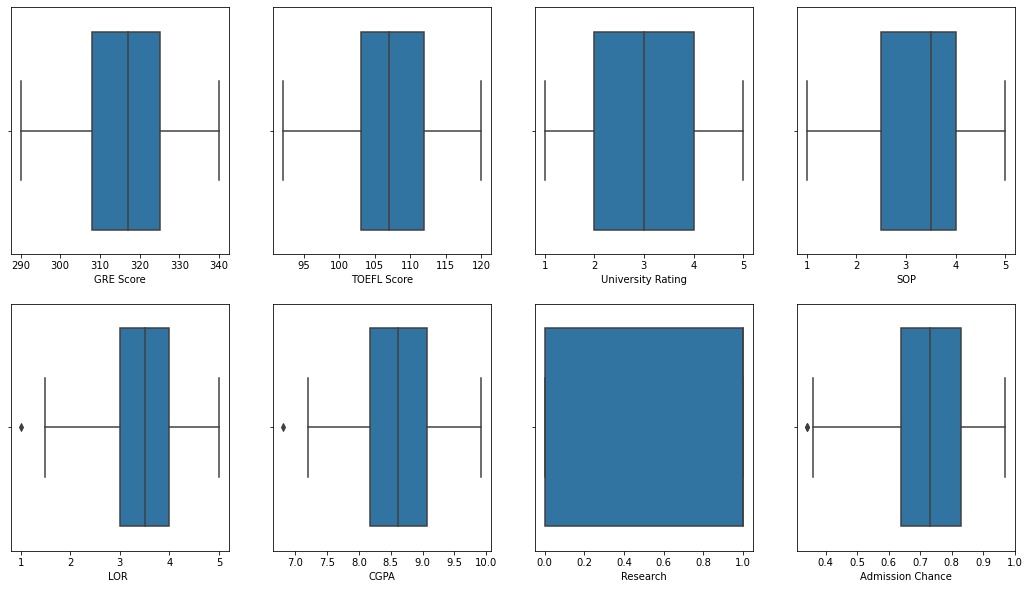 290 300 310 320 330 340
GRE Score
95 100 105 110 115 120
TOEFL Score
1 2 3 4 5
University Rating
1 2 3 4 5
SOP
1 2 3 4 5
LOR
7.0 7.5 8.0 8.5 9.0 9.5 10.0
CGPA
0.0 0.2 0.4 0.6 0.8 1.0
Research
0.4 0.5 0.6 0.7 0.8 0.9 1.0
Admission Chance